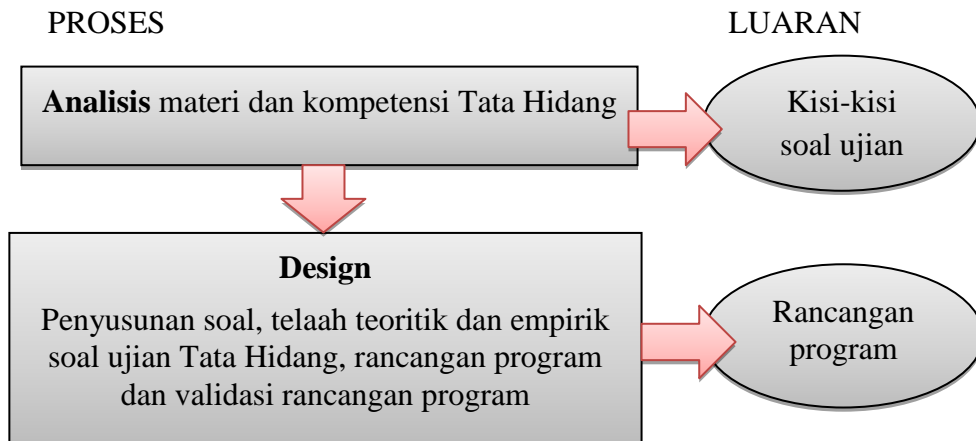 PROSES
LUARAN
Analisis materi dan kompetensi Tata Hidang
Kisi-kisi
soal ujian
Design
Penyusunan soal, telaah teoritik dan empirik
soal ujian Tata Hidang, rancangan program
dan validasi rancangan program
Rancangan
program